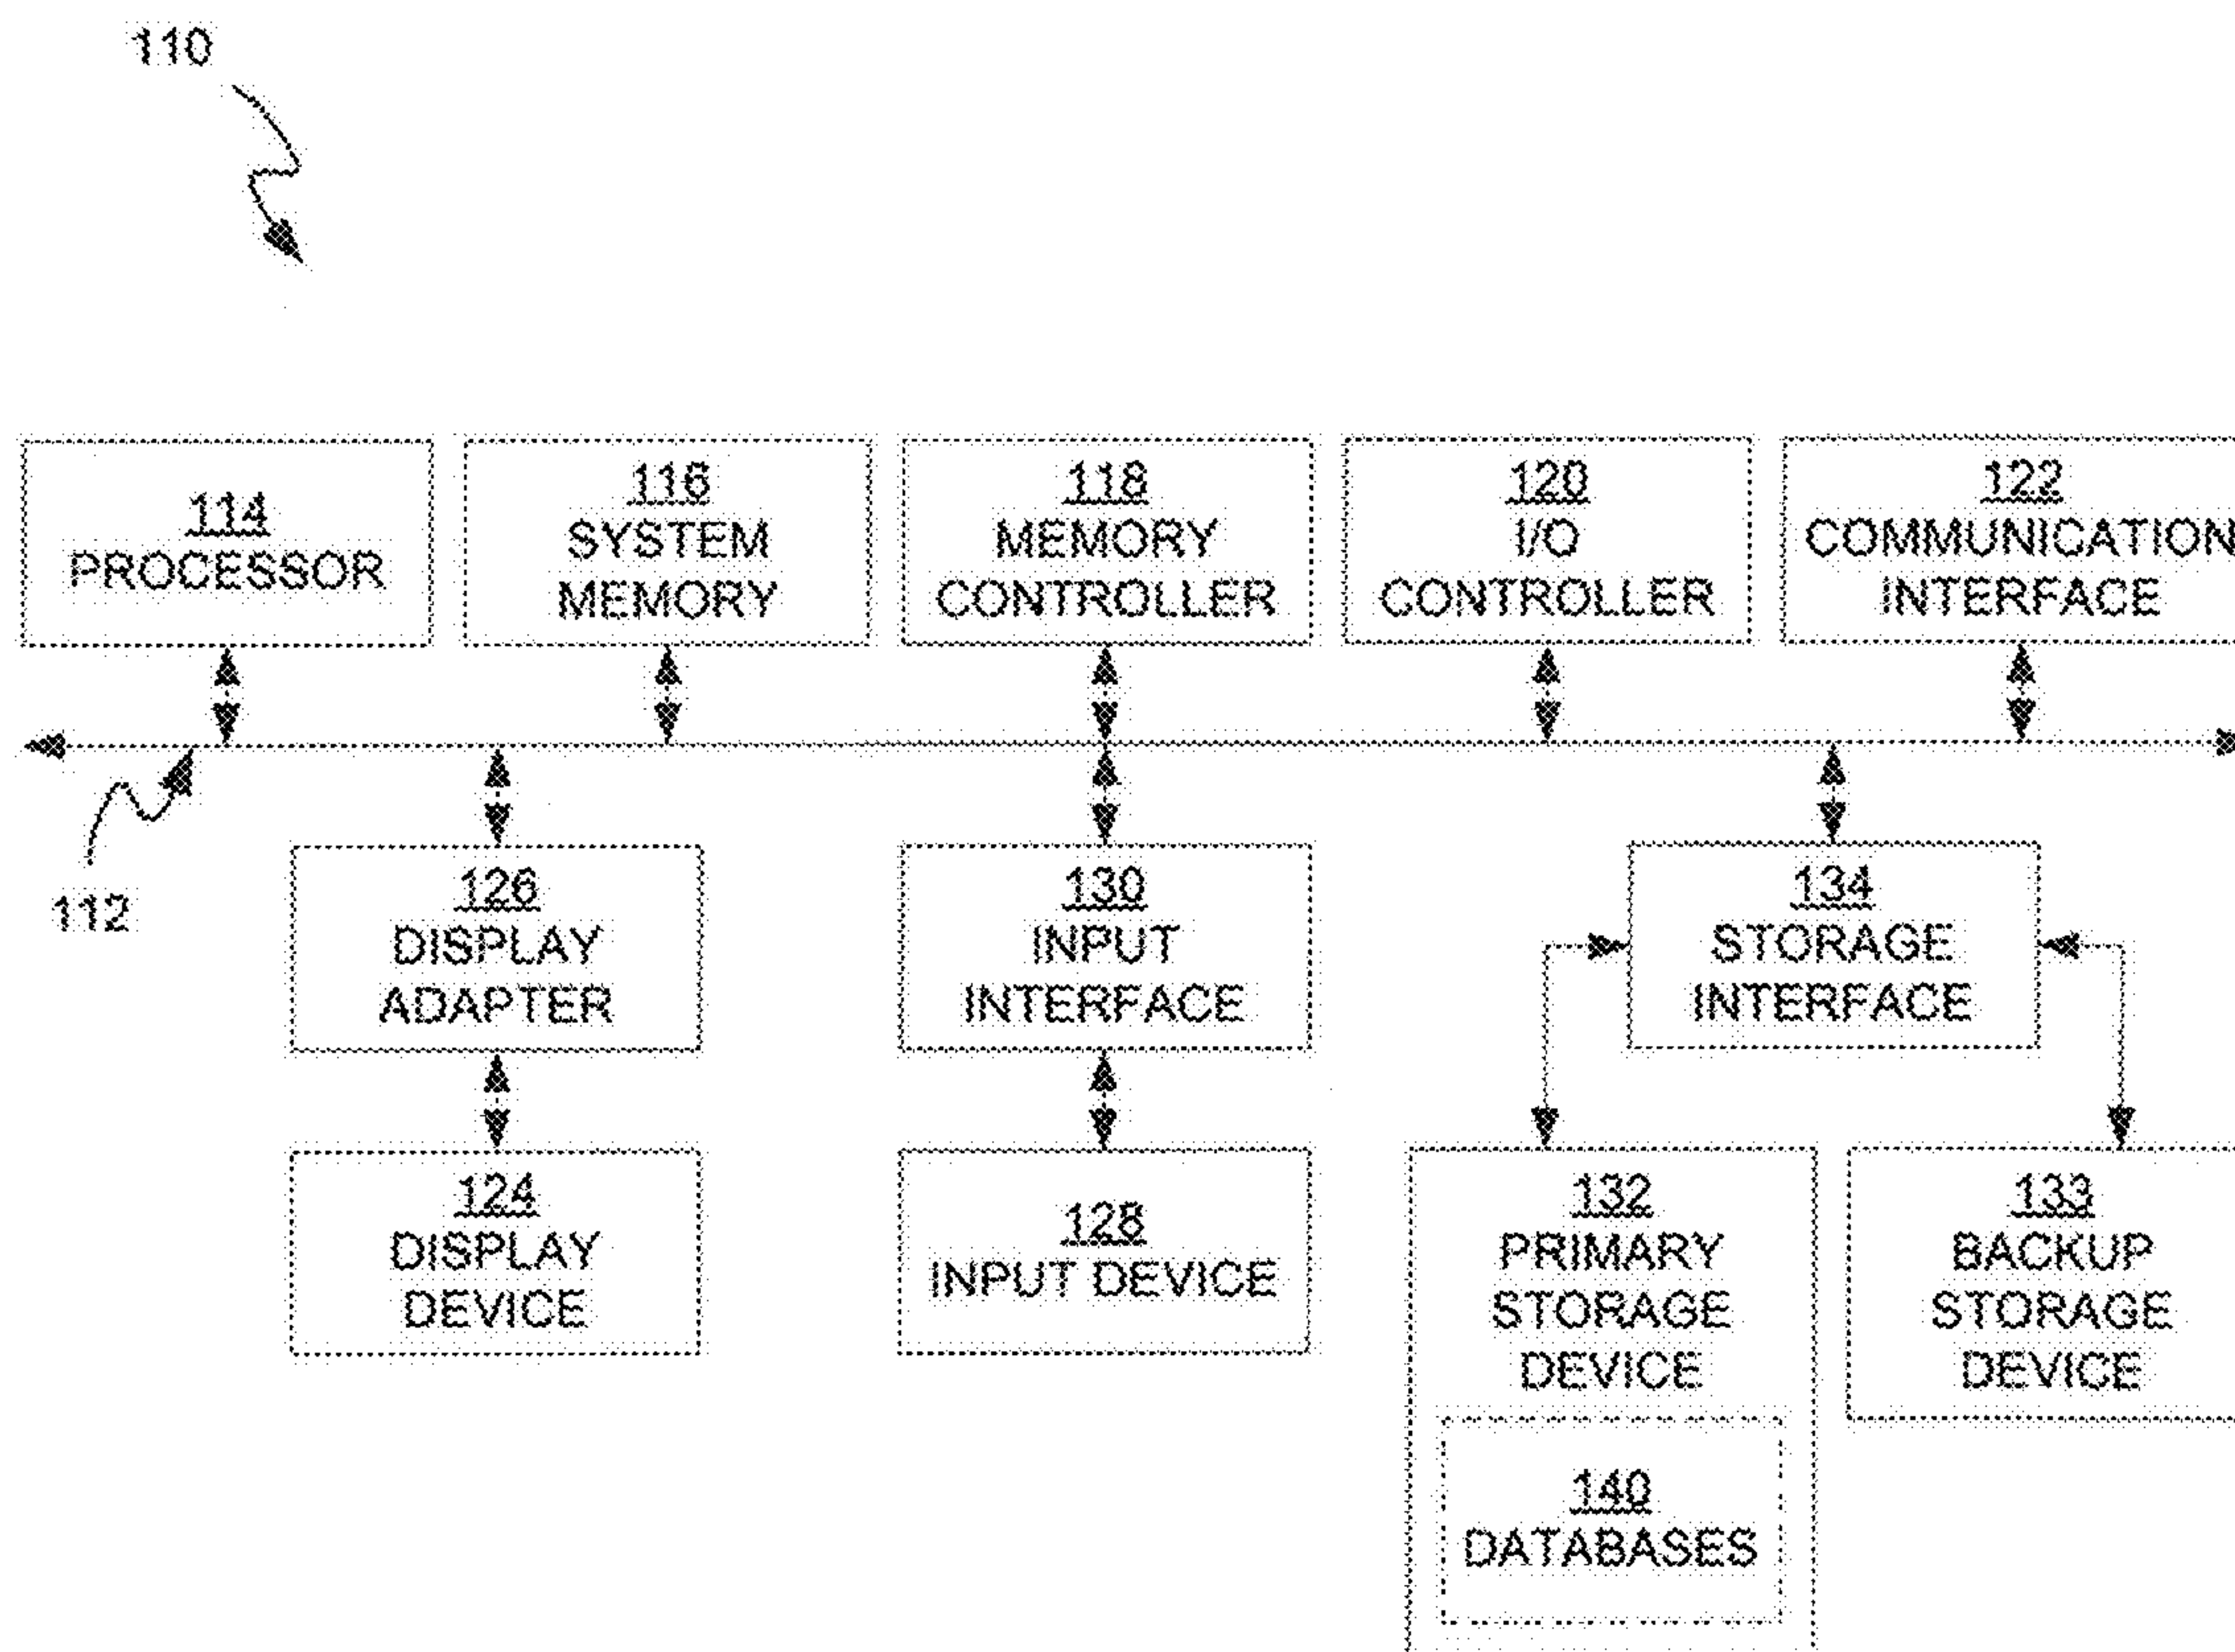 110
114
PROCESSOR
116
SYSTEM
MEMORY
118
MEMORY
CONTROLLER
120
I/O
CONTROLLER
122
COMMUNICATION
INTERFACE
112
126
DISPLAY
ADAPTER
130
INPUT
INTERFACE
134
STORAGE
INTERFACE
124
DISPLAY
DEVICE
128
INPUT DEVICE
132
PRIMARY
STORAGE
DEVICE
133
BACKUP
STORAGE
DEVICE
140
DATABASES